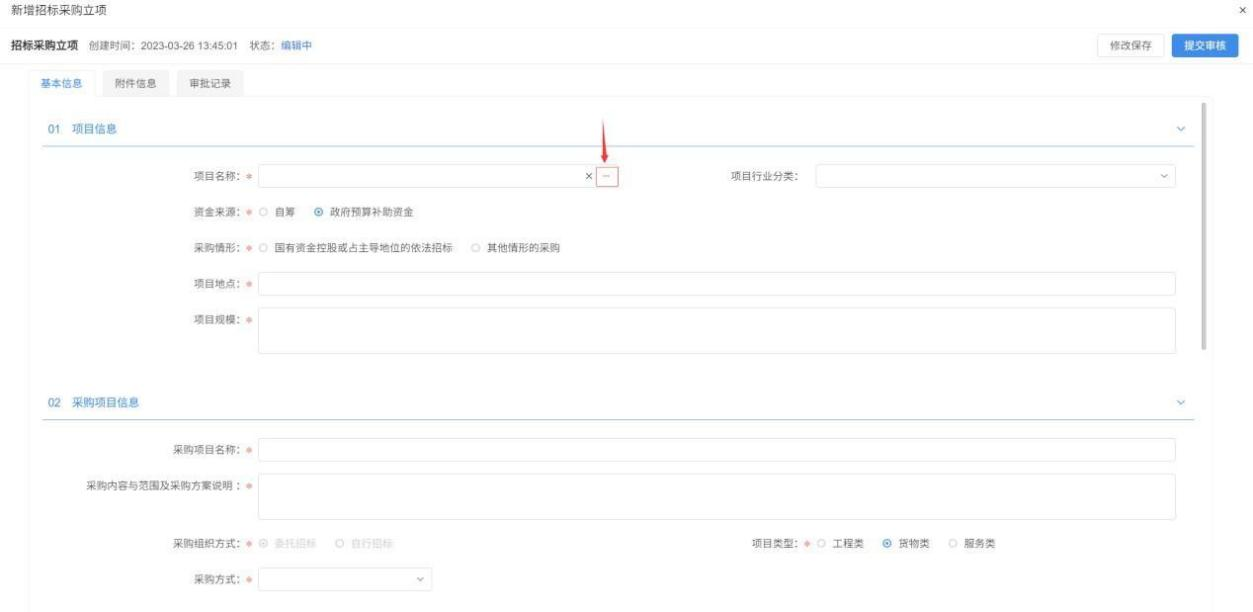 新增招标采购立项 ×
招标采购立项 创建时间：2023-03-26 13:45:01 状态：编辑中 修改保存 提交审核
基本信息 附件信息 审批记录
01 项目信息
项目名称：* × ··· 项目行业分类：
资金来源：* 自筹 政府预算补助资金
采购情形：* 国有资金控股或占主导地位的依法招标 其他情形的采购
项目地点：*
项目规模：*
02 采购项目信息
采购项目名称：*
采购内容与范围及采购方案说明：*
采购组织方式：* 委托招标 自行招标 项目类型：* 工程类 货物类 服务类
采购方式：*